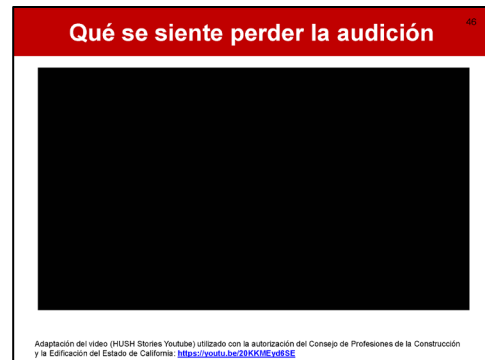 46
Qué se siente perder la audición
Adaptación del video (HUSH Stories Youtube) utilizado con la autorización del Consejo de Profesiones de la Construcción
y la Edificación del Estado de California: https://youtu.be/20KKMEyd6SE